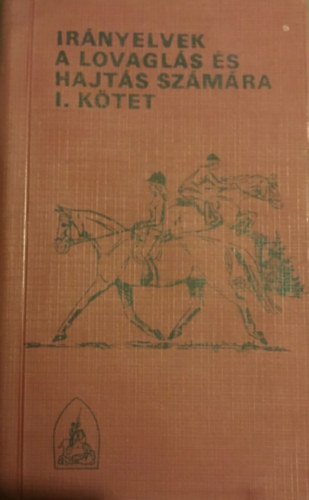 IRÁNYELVEK
A LOVAGLÁS ÉS
HAJTÁS SZÁMÁRA
I. KÖTET